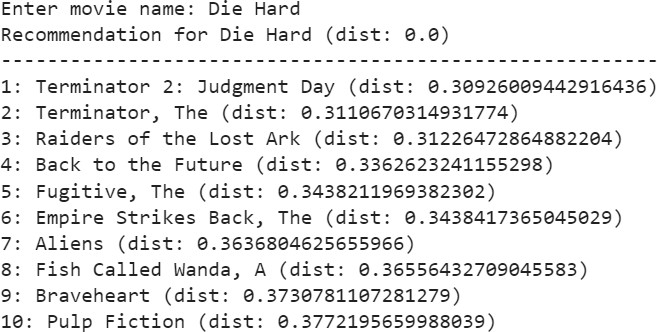 Enter movie name: Die Hard
Recommendation for Die Hard (dist: 0.0)
---------------------------------------------------------
1: Terminator 2: Judgment Day (dist: 0.30926009442916436)
2: Terminator, The (dist: 0.3110670314931774)
3: Raiders of the Lost Ark (dist: 0.31226472864882204)
4: Back to the Future (dist: 0.3362623241155298)
5: Fugitive, The (dist: 0.3438211969382302)
6: Empire Strikes Back, The (dist: 0.3438417365045029)
7: Aliens (dist: 0.3636804625655966)
8: Fish Called Wanda, A (dist: 0.36556432709045583)
9: Braveheart (dist: 0.3730781107281279)
10: Pulp Fiction (dist: 0.3772195659988039)